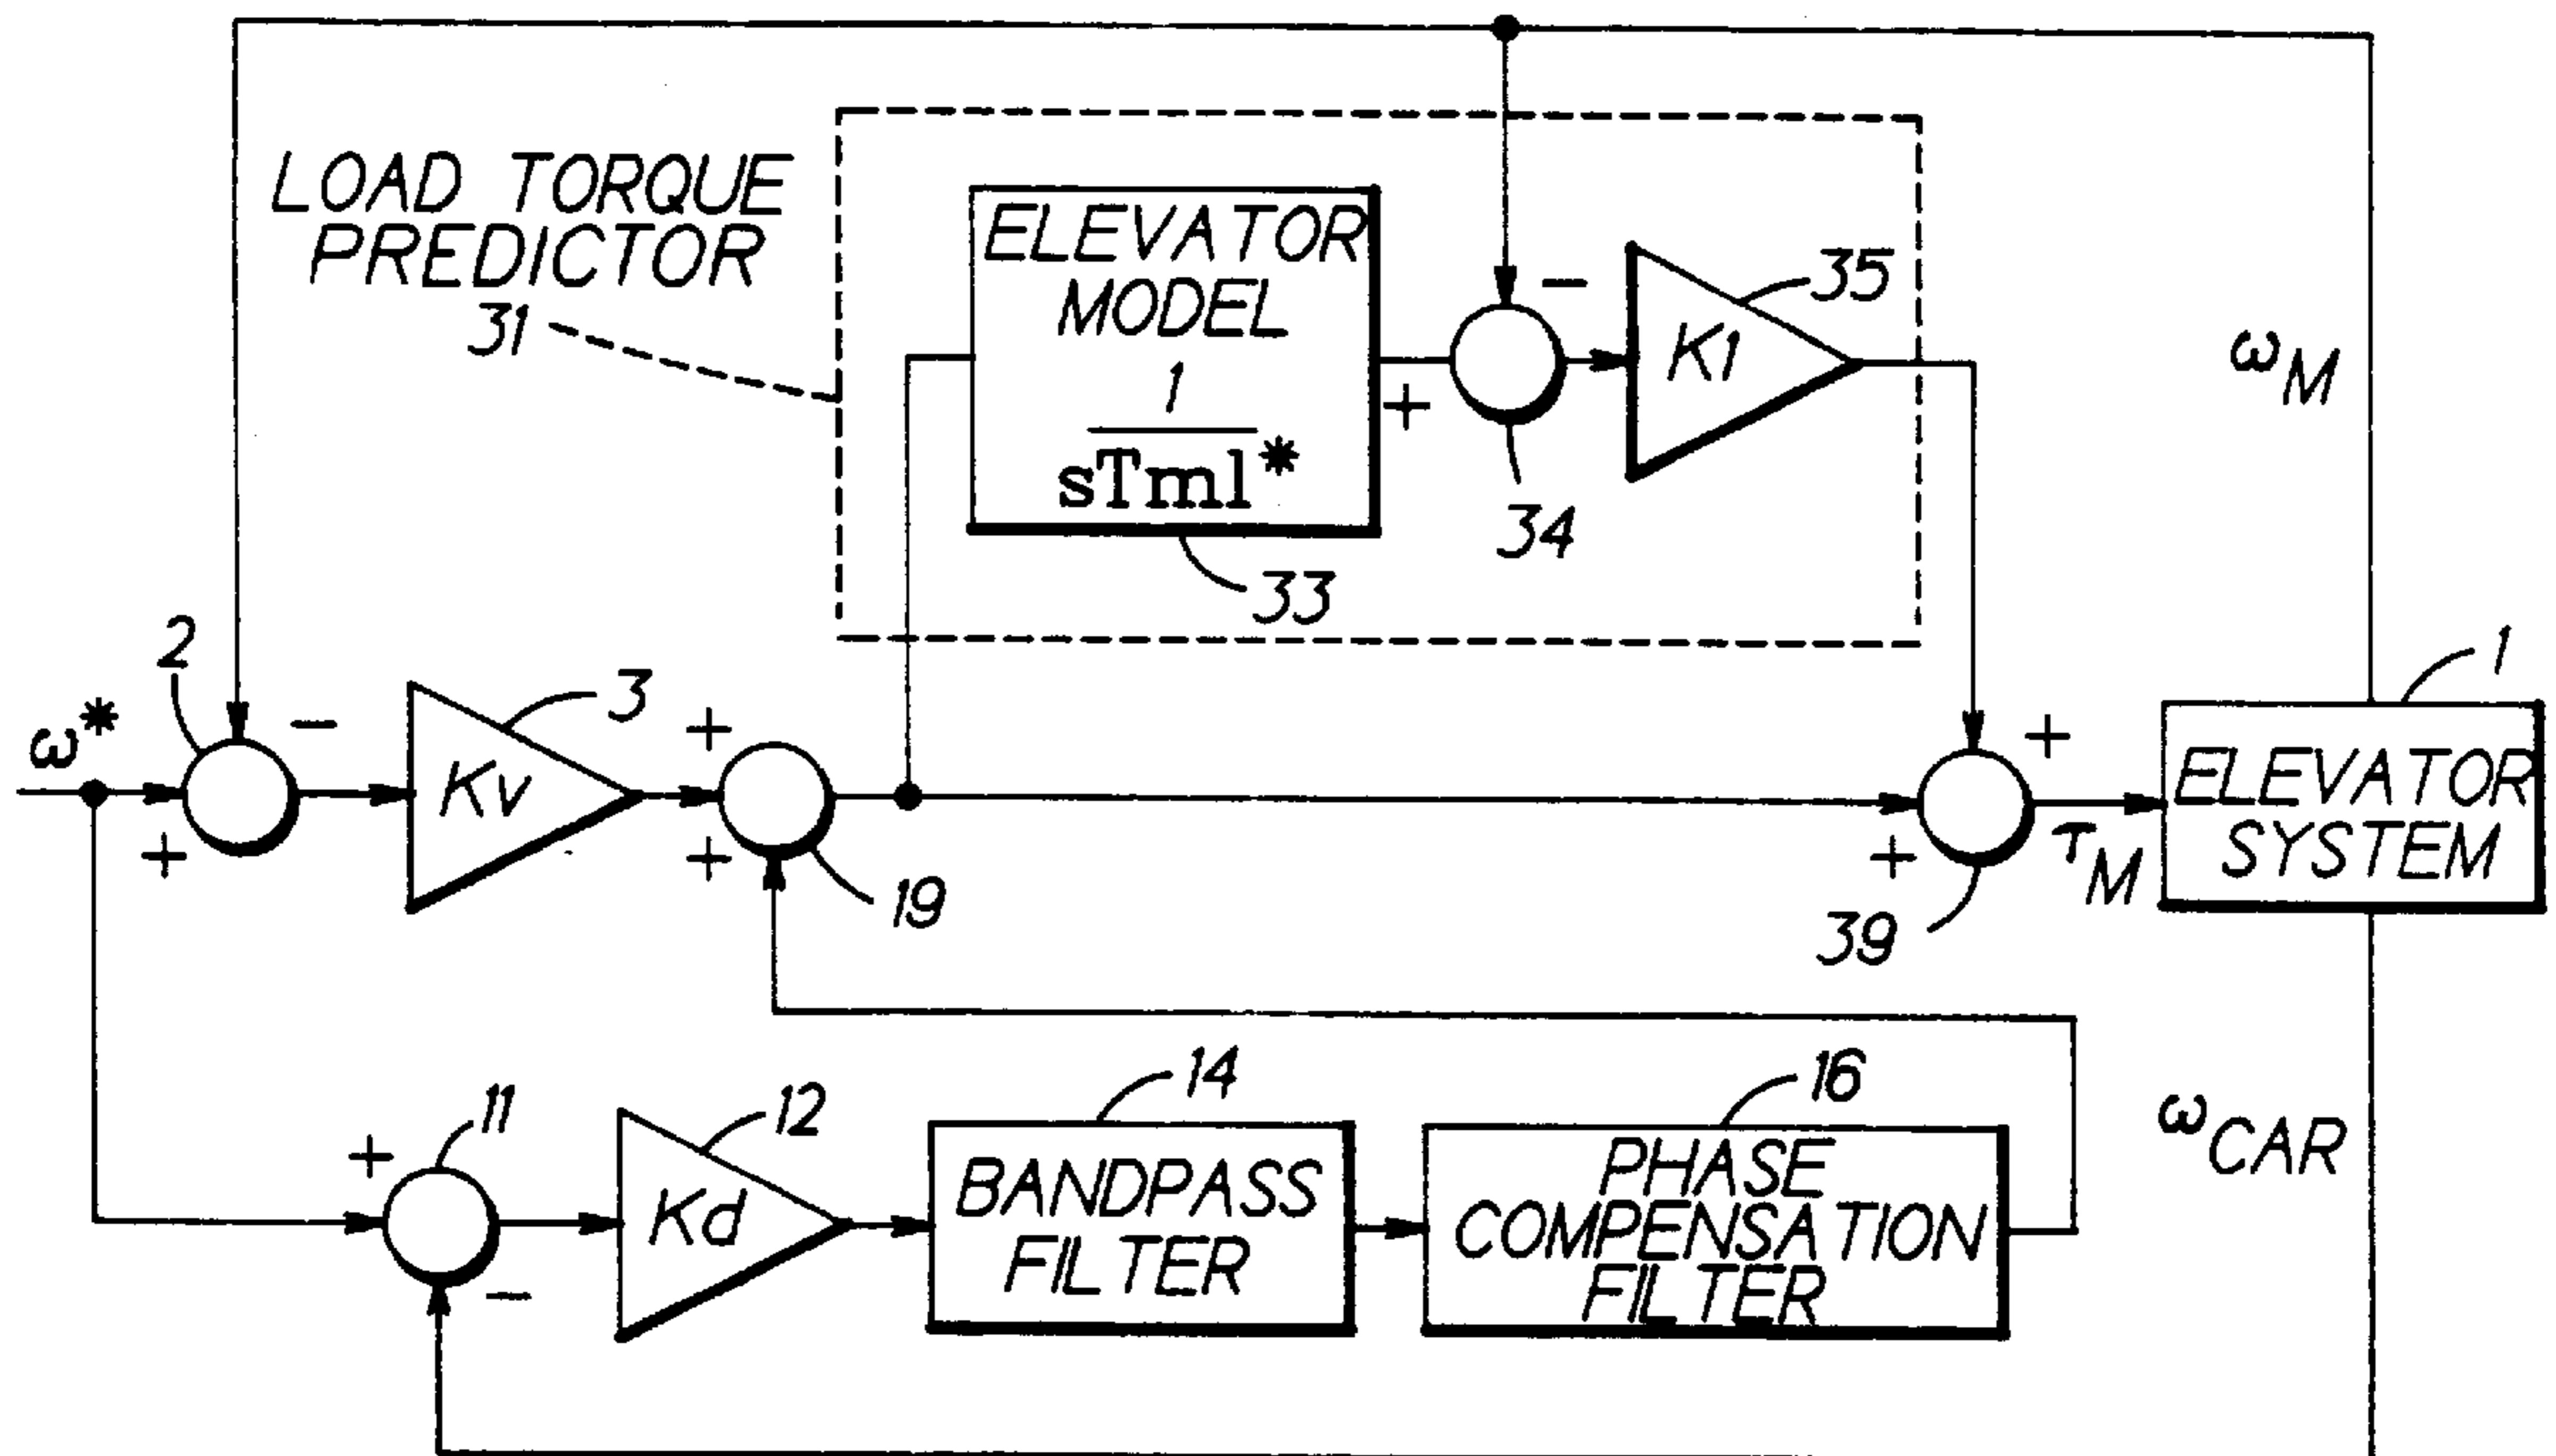 LOAD TORQUE
PREDICTOR
31
ELEVATOR
MODEL
1
sTml*
33
+
-
34
K1
35
ωM
2
ω*
-
+
Kv
3
+
+
19
+
+
39
τM
1
ELEVATOR
SYSTEM
11
+
-
Kd
12
14
BANDPASS
FILTER
16
PHASE
COMPENSATION
FILTER
ωCAR